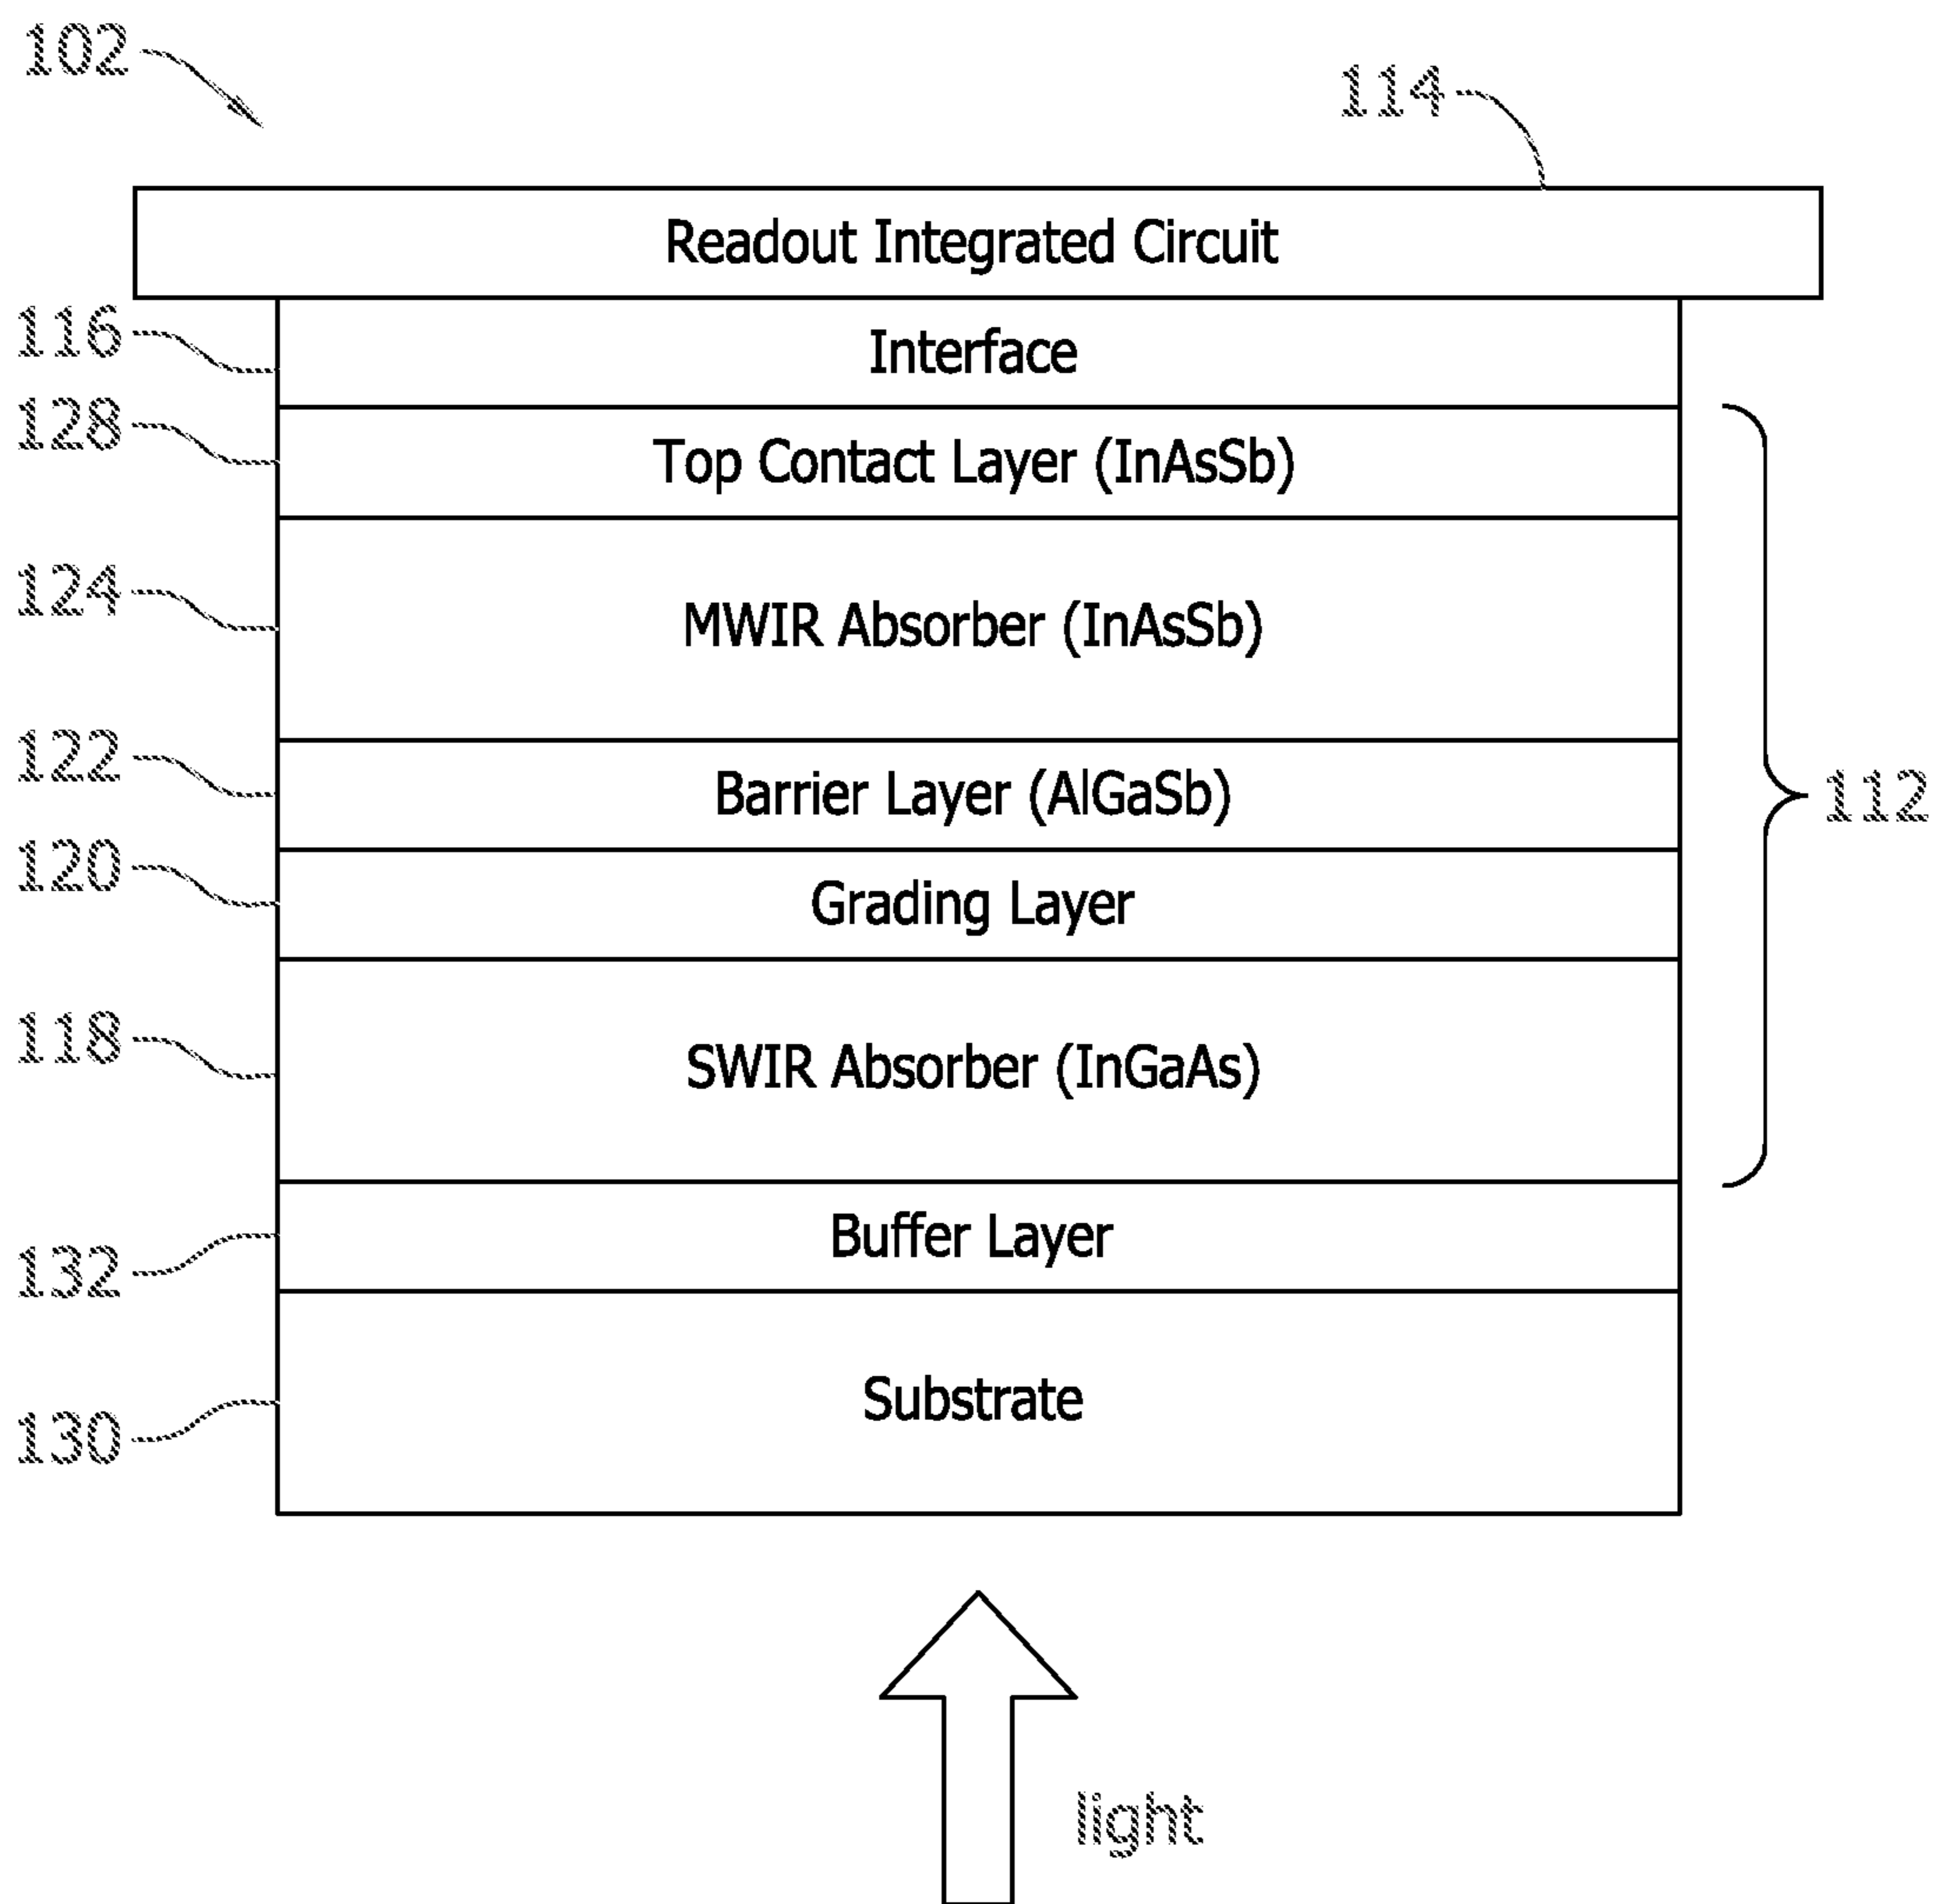 102
114
Readout Integrated Circuit
116
Interface
128
Top Contact Layer (InAsSb)
124
MWIR Absorber (InAsSb)
122
Barrier Layer (AlGaSb)
112
120
Grading Layer
118
SWIR Absorber (InGaAs)
132
Buffer Layer
130
Substrate
light